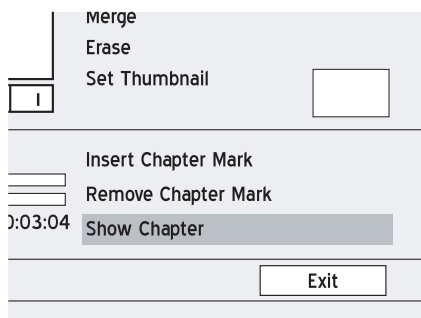 Merge
Erase
Set Thumbnail
I
Insert Chapter Mark
Remove Chapter Mark
0:03:04
Show Chapter
Exit